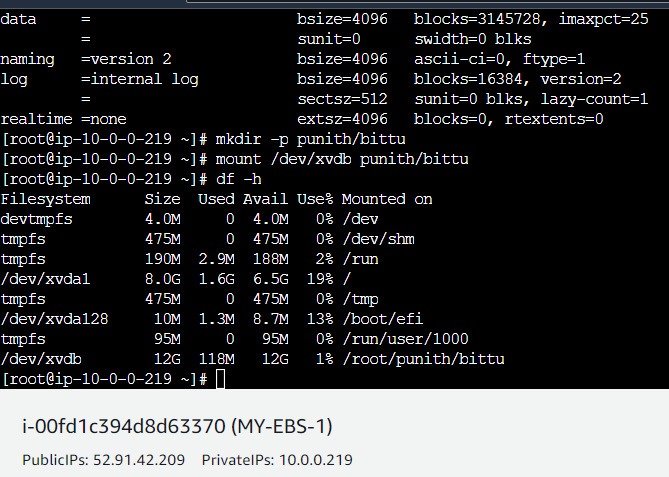 data     =                       bsize=4096   blocks=3145728, imaxpct=25
         =                       sunit=0      swidth=0 blks
naming   =version 2              bsize=4096   ascii-ci=0, ftype=1
log      =internal log           bsize=4096   blocks=16384, version=2
         =                       sectsz=512   sunit=0 blks, lazy-count=1
realtime =none                   extsz=4096   blocks=0, rtextents=0
[root@ip-10-0-0-219 ~]# mkdir -p punith/bittu
[root@ip-10-0-0-219 ~]# mount /dev/xvdb punith/bittu
[root@ip-10-0-0-219 ~]# df -h
Filesystem      Size  Used Avail Use% Mounted on
devtmpfs        4.0M     0  4.0M   0% /dev
tmpfs           475M     0  475M   0% /dev/shm
tmpfs           190M  2.9M  188M   2% /run
/dev/xvda1      8.0G  1.6G  6.5G  19% /
tmpfs           475M     0  475M   0% /tmp
/dev/xvda128     10M  1.3M  8.7M  13% /boot/efi
tmpfs            95M     0   95M   0% /run/user/1000
/dev/xvdb        12G  118M   12G   1% /root/punith/bittu
[root@ip-10-0-0-219 ~]#
i-00fd1c394d8d63370 (MY-EBS-1)
PublicIPs: 52.91.42.209 PrivateIPs: 10.0.0.219